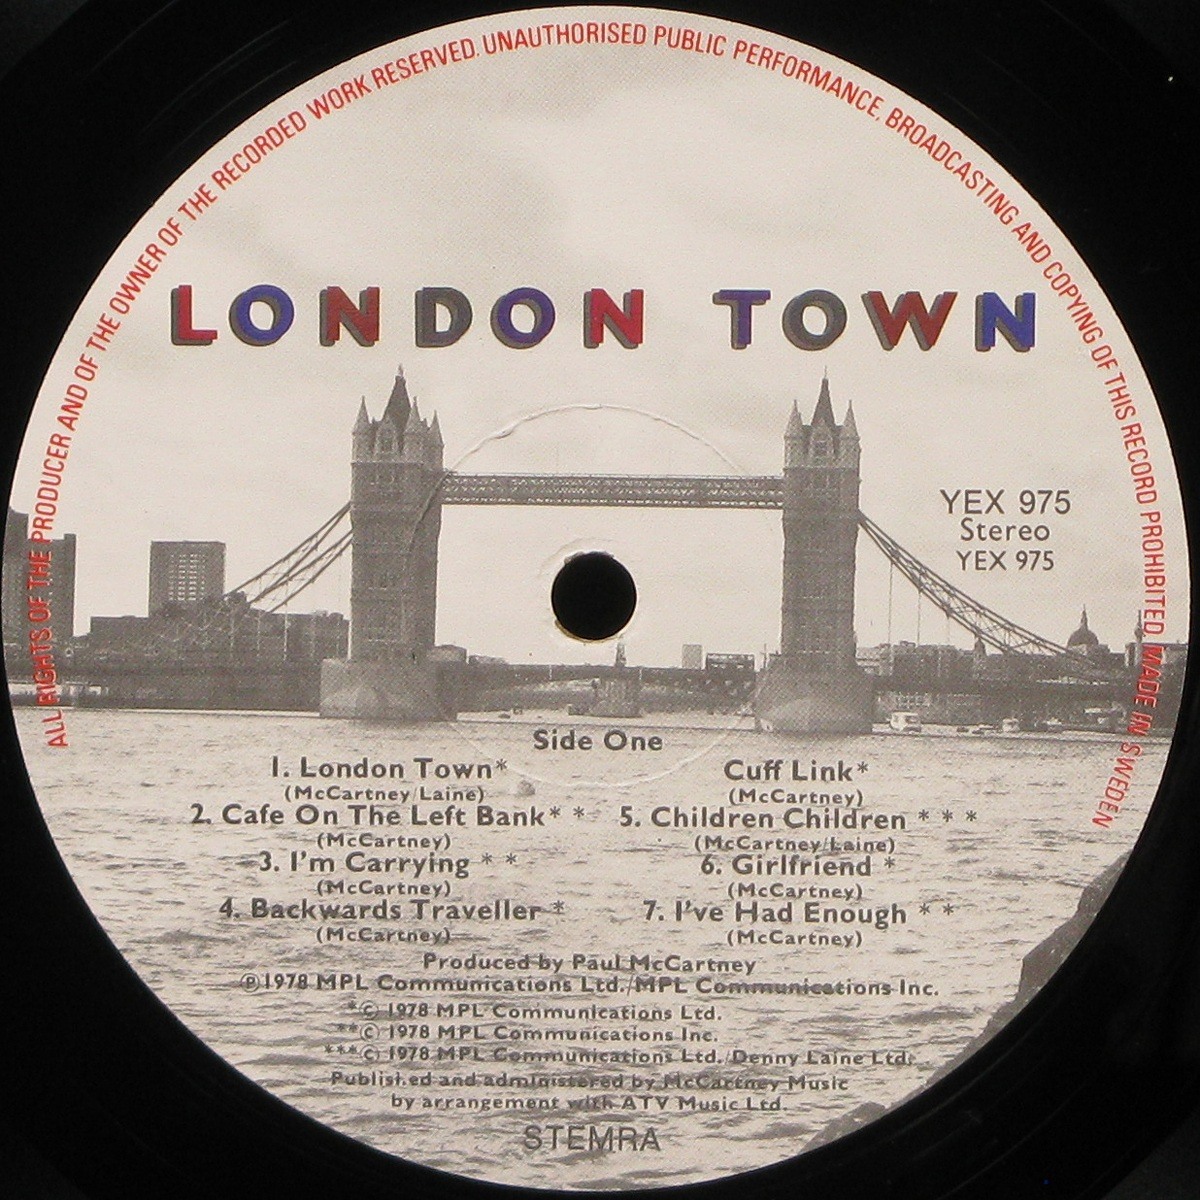 ALL RIGHTS OF THE PRODUCER AND OF THE OWNER OF THE RECORDED WORK RESERVED. UNAUTHORISED PUBLIC PERFORMANCE, BROADCASTING AND COPYING OF THIS RECORD PROHIBITED. MADE IN SWEDEN
LONDON TOWN
YEX 975
Stereo
YEX 975
Side One
1. London Town*
(McCartney/Laine)
2. Cafe On The Left Bank* *
(McCartney)
3. I'm Carrying * *
(McCartney)
4. Backwards Traveller *
(McCartney)
Cuff Link*
(McCartney)
5. Children Children * * *
(McCartney/Laine)
6. Girlfriend *
(McCartney)
7. I've Had Enough * *
(McCartney)
Produced by Paul McCartney
℗1978 MPL Communications Ltd./MPL Communications Inc.
*© 1978 MPL Communications Ltd.
**© 1978 MPL Communications Inc.
***© 1978 MPL Communications Ltd./Denny Laine Ltd.
Published and administered by McCartney Music
by arrangement with ATV Music Ltd.
STEMRA